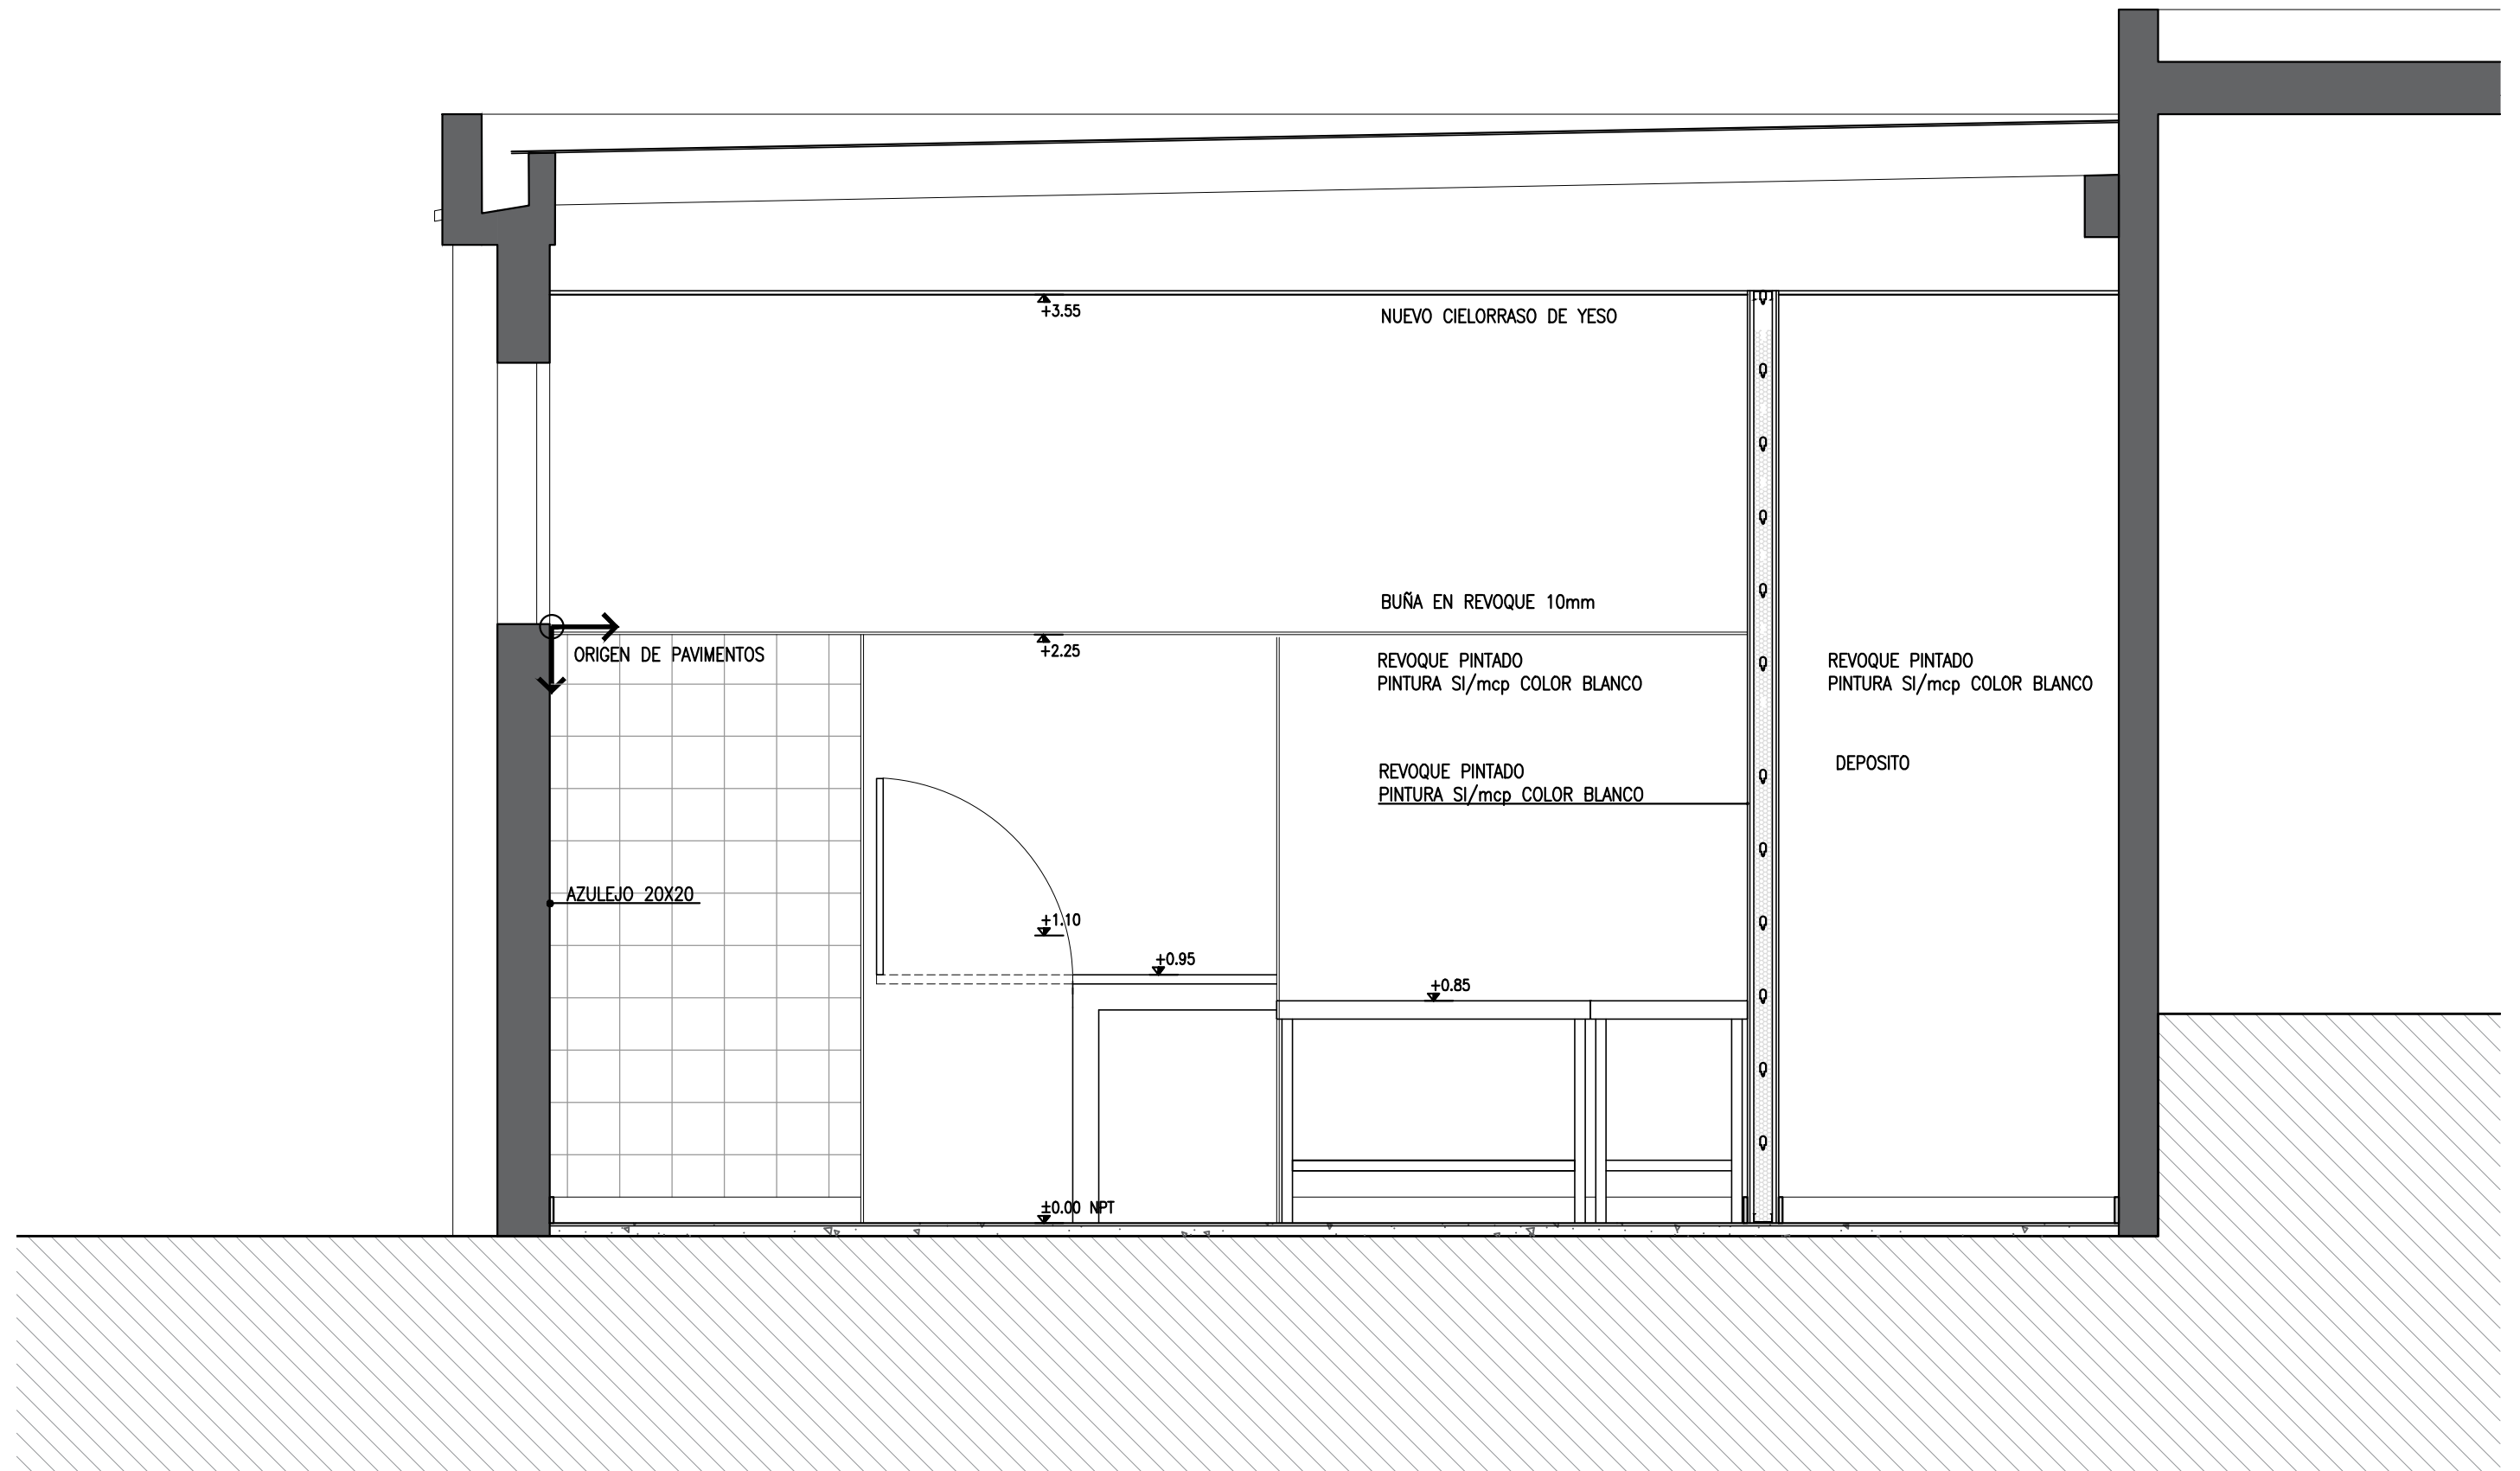 +3.55
NUEVO CIELORRASO DE YESO
BUÑA EN REVOQUE 10mm
ORIGEN DE PAVIMENTOS
+2.25
REVOQUE PINTADO
PINTURA SI/mcp COLOR BLANCO
REVOQUE PINTADO
PINTURA SI/mcp COLOR BLANCO
DEPOSITO
REVOQUE PINTADO
PINTURA SI/mcp COLOR BLANCO
AZULEJO 20X20
+1.10
+0.95
+0.85
±0.00 NPT